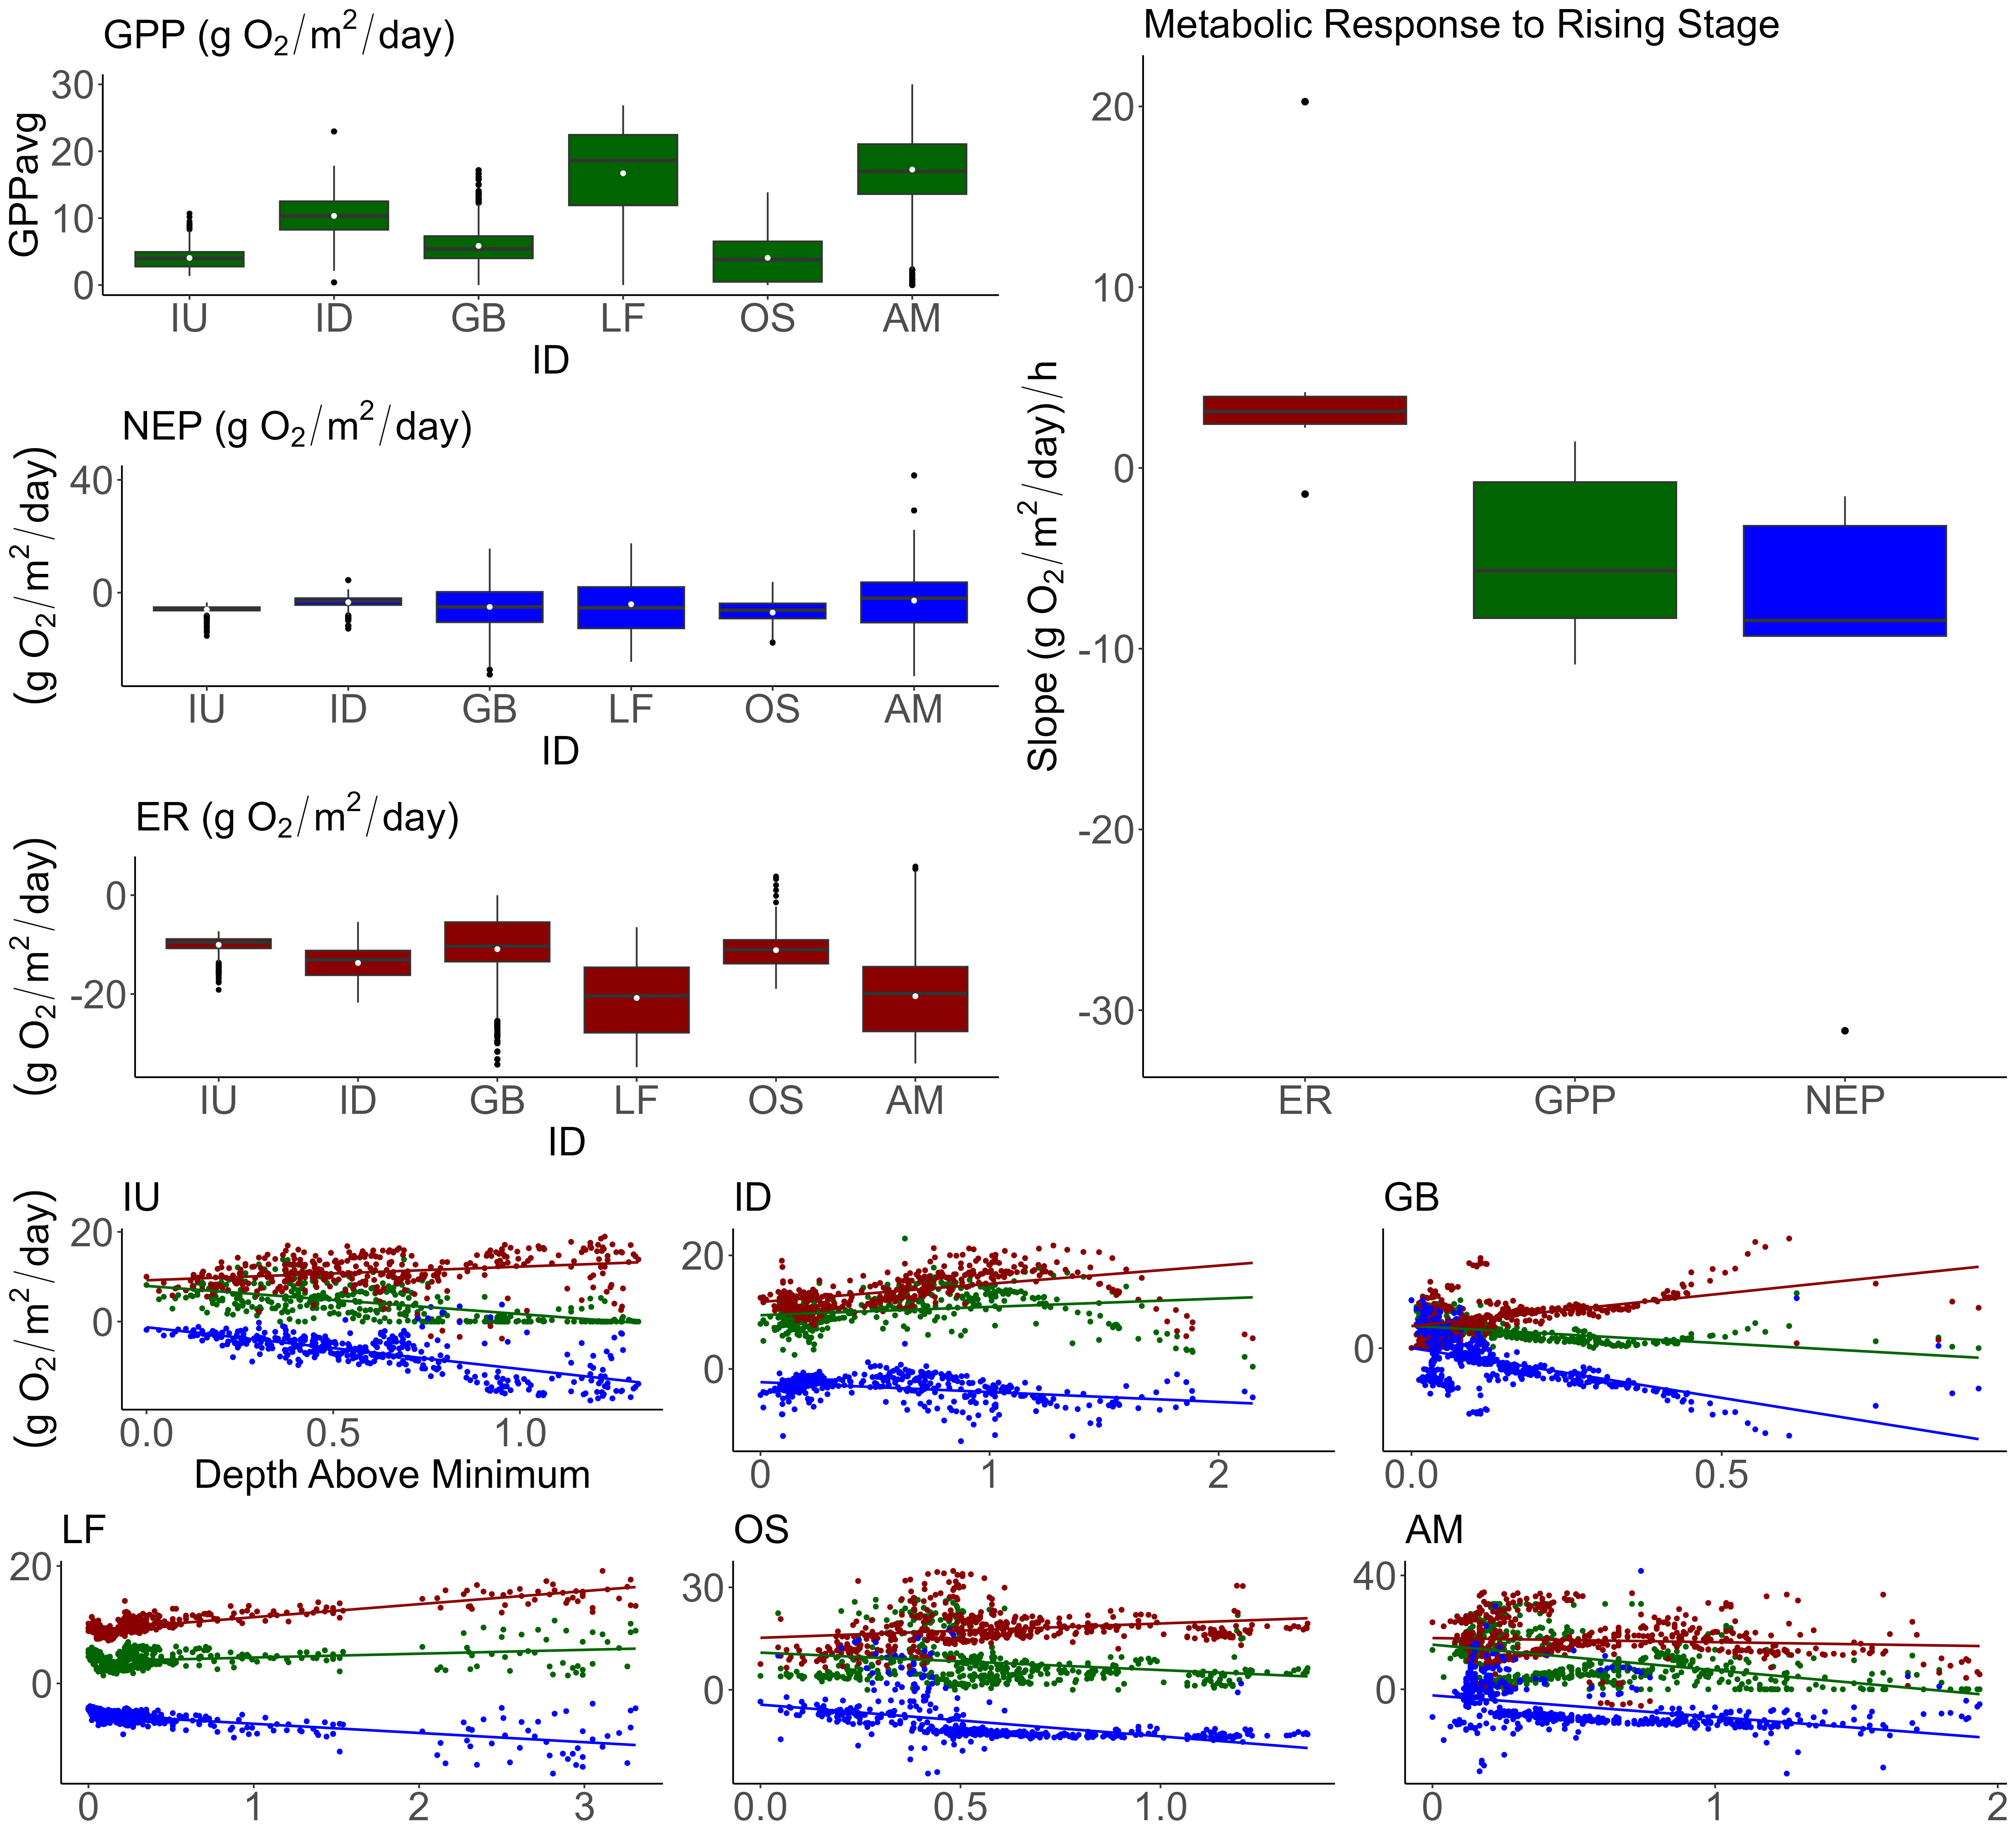 GPP (g O₂/m²/day)
GPPavg
30
20
10
0
IU ID GB LF OS AM
ID
NEP (g O₂/m²/day)
(g O₂/m²/day)
40
0
IU ID GB LF OS AM
ID
ER (g O₂/m²/day)
(g O₂/m²/day)
0
-20
IU ID GB LF OS AM
ID
Metabolic Response to Rising Stage
Slope (g O₂/m²/day)/h
20
10
0
-10
-20
-30
ER GPP NEP
IU
(g O₂/m²/day)
20
0
0.0 0.5 1.0
Depth Above Minimum
ID
20
0
0 1 2
GB
0
0.0 0.5
LF
20
0
0 1 2 3
OS
30
0
0.0 0.5 1.0
AM
40
0
0 1 2